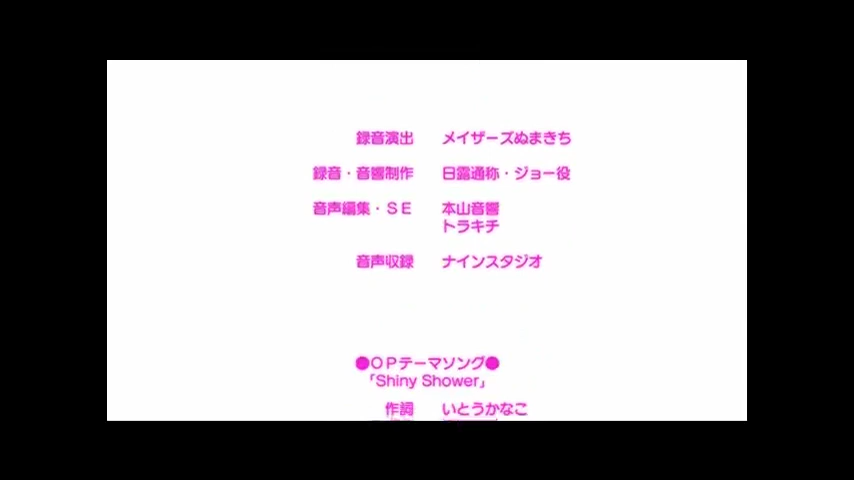 録音演出 メイザーズぬまきち
録音・音響制作 日露通称・ジョー役
音声編集・ＳＥ 本山音響
トラキチ
音声収録 ナインスタジオ
●ＯＰテーマソング●
「Shiny Shower」
作詞 いとうかなこ